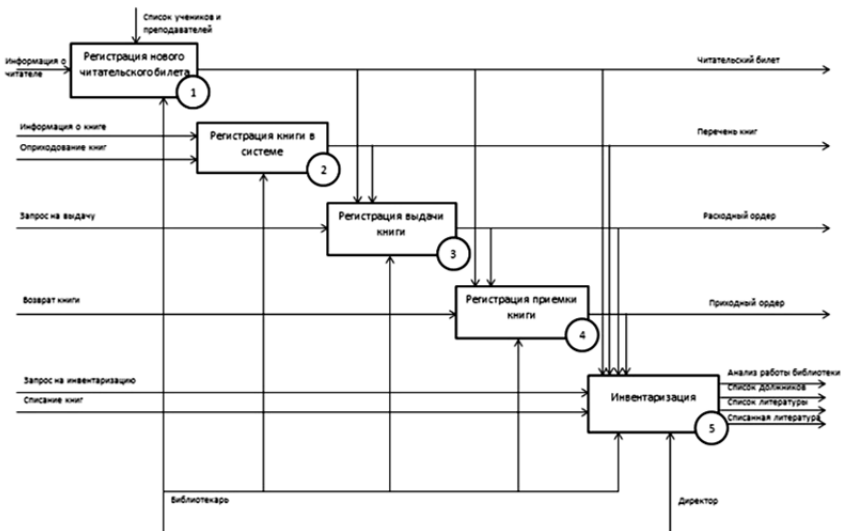 Список учеников и
преподавателей
Информация о
читателе
Регистрация нового
читательского билета
1
Читательский билет
Информация о книге
Оприходование книг
Регистрация книги в
системе
2
Перечень книг
Запрос на выдачу
Регистрация выдачи
книги
3
Расходный ордер
Возврат книги
Регистрация приемки
книги
4
Приходный ордер
Запрос на инвентаризацию
Списание книг
Инвентаризация
5
Анализ работы библиотеки
Список должников
Список литературы
Списанная литература
Библиотекарь
Директор